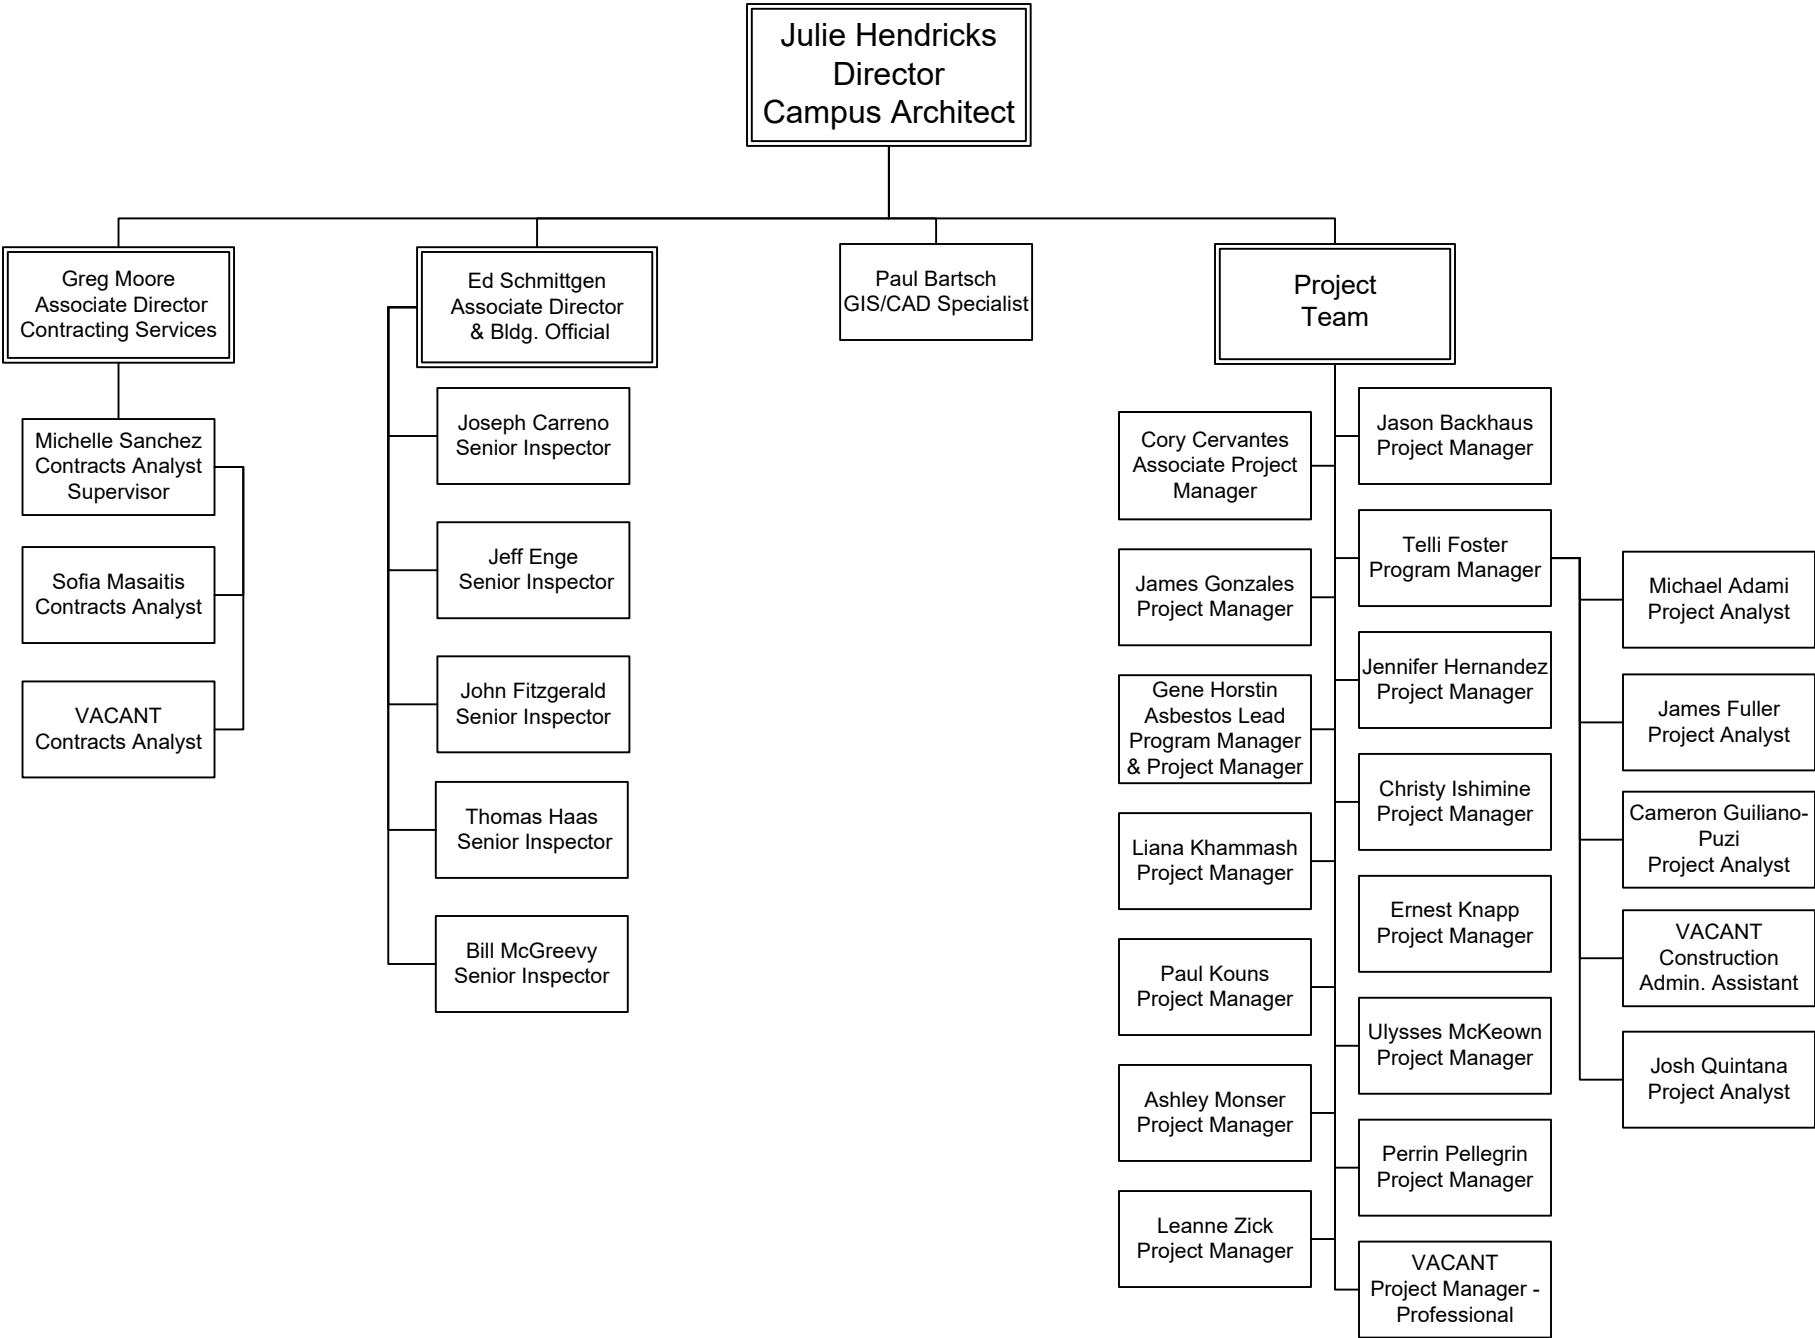 Julie Hendricks
Director
Campus Architect
Greg Moore
Associate Director
Contracting Services
Michelle Sanchez
Contracts Analyst
Supervisor
Sofia Masaitis
Contracts Analyst
VACANT
Contracts Analyst
Ed Schmittgen
Associate Director
& Bldg. Official
Joseph Carreno
Senior Inspector
Jeff Enge
Senior Inspector
John Fitzgerald
Senior Inspector
Thomas Haas
Senior Inspector
Bill McGreevy
Senior Inspector
Paul Bartsch
GIS/CAD Specialist
Project
Team
Cory Cervantes
Associate Project
Manager
James Gonzales
Project Manager
Gene Horstin
Asbestos Lead
Program Manager
& Project Manager
Liana Khammash
Project Manager
Paul Kouns
Project Manager
Ashley Monser
Project Manager
Leanne Zick
Project Manager
Jason Backhaus
Project Manager
Telli Foster
Program Manager
Jennifer Hernandez
Project Manager
Christy Ishimine
Project Manager
Ernest Knapp
Project Manager
Ulysses McKeown
Project Manager
Perrin Pellegrin
Project Manager
VACANT
Project Manager -
Professional
Michael Adami
Project Analyst
James Fuller
Project Analyst
Cameron Guiliano-
Puzi
Project Analyst
VACANT
Construction
Admin. Assistant
Josh Quintana
Project Analyst